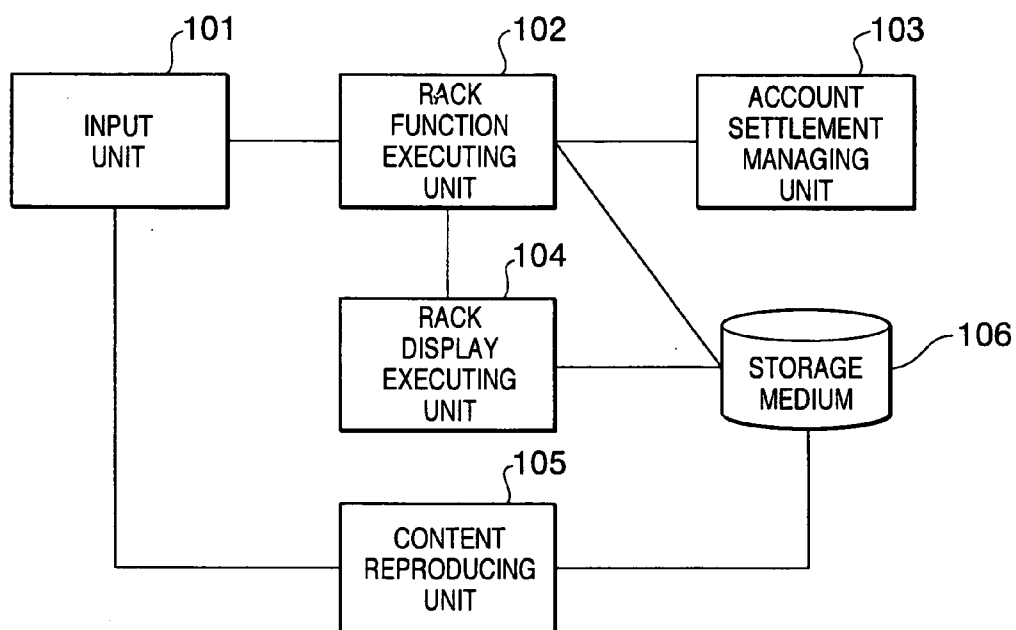 101
102
103
INPUT
UNIT
RACK
FUNCTION
EXECUTING
UNIT
ACCOUNT
SETTLEMENT
MANAGING
UNIT
104
RACK
DISPLAY
EXECUTING
UNIT
106
STORAGE
MEDIUM
105
CONTENT
REPRODUCING
UNIT